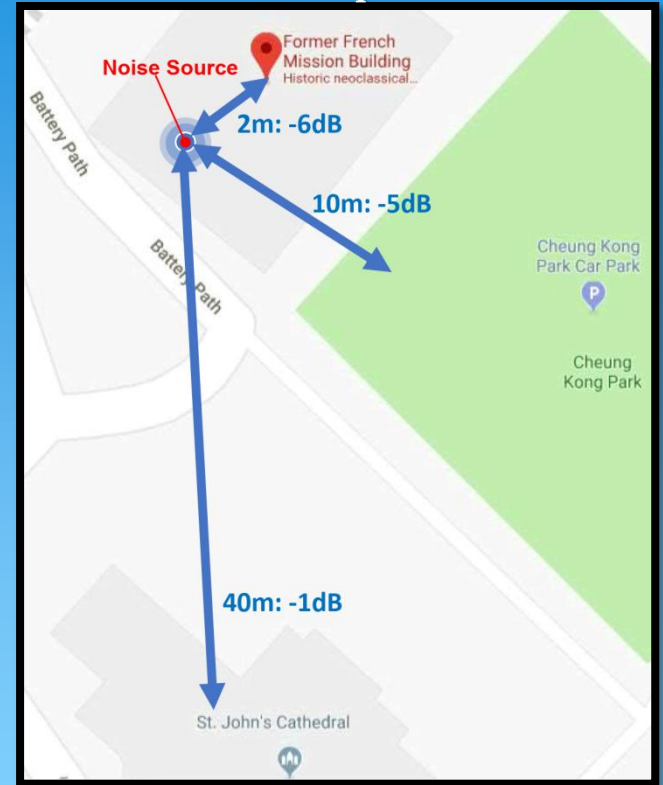 Former French
Mission Building
Historic neoclassical...
Noise Source
Battery Path
2m: -6dB
10m: -5dB
Battery Path
Cheung Kong
Park Car Park
P
Cheung
Kong Park
40m: -1dB
St. John's Cathedral